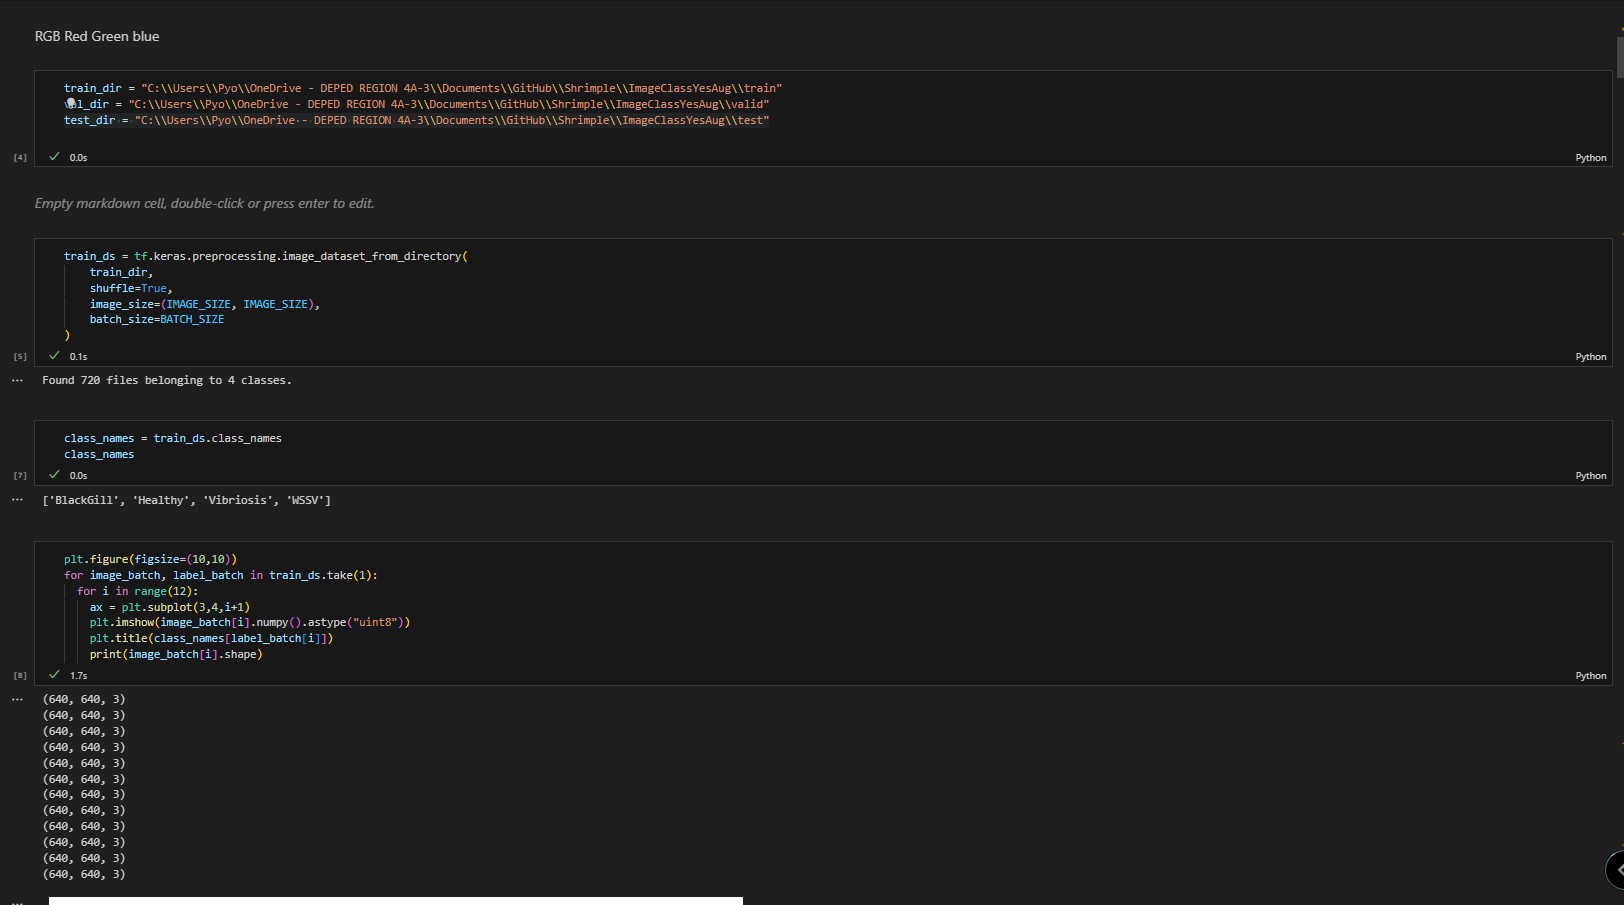 RGB Red Green blue
train_dir = "C:\\Users\\Pyo\\OneDrive - DEPED REGION 4A-3\\Documents\\GitHub\\Shrimple\\ImageClassYesAug\\train"
val_dir = "C:\\Users\\Pyo\\OneDrive - DEPED REGION 4A-3\\Documents\\GitHub\\Shrimple\\ImageClassYesAug\\valid"
test_dir = "C:\\Users\\Pyo\\OneDrive - DEPED REGION 4A-3\\Documents\\GitHub\\Shrimple\\ImageClassYesAug\\test"
[4] 0.0s Python
Empty markdown cell, double-click or press enter to edit.
train_ds = tf.keras.preprocessing.image_dataset_from_directory(
    train_dir,
    shuffle=True,
    image_size=(IMAGE_SIZE, IMAGE_SIZE),
    batch_size=BATCH_SIZE
)
[5] 0.1s Python
Found 720 files belonging to 4 classes.
class_names = train_ds.class_names
class_names
[7] 0.0s Python
['BlackGill', 'Healthy', 'Vibriosis', 'WSSV']
plt.figure(figsize=(10,10))
for image_batch, label_batch in train_ds.take(1):
  for i in range(12):
    ax = plt.subplot(3,4,i+1)
    plt.imshow(image_batch[i].numpy().astype("uint8"))
    plt.title(class_names[label_batch[i]])
    print(image_batch[i].shape)
[8] 1.7s Python
(640, 640, 3)
(640, 640, 3)
(640, 640, 3)
(640, 640, 3)
(640, 640, 3)
(640, 640, 3)
(640, 640, 3)
(640, 640, 3)
(640, 640, 3)
(640, 640, 3)
(640, 640, 3)
(640, 640, 3)